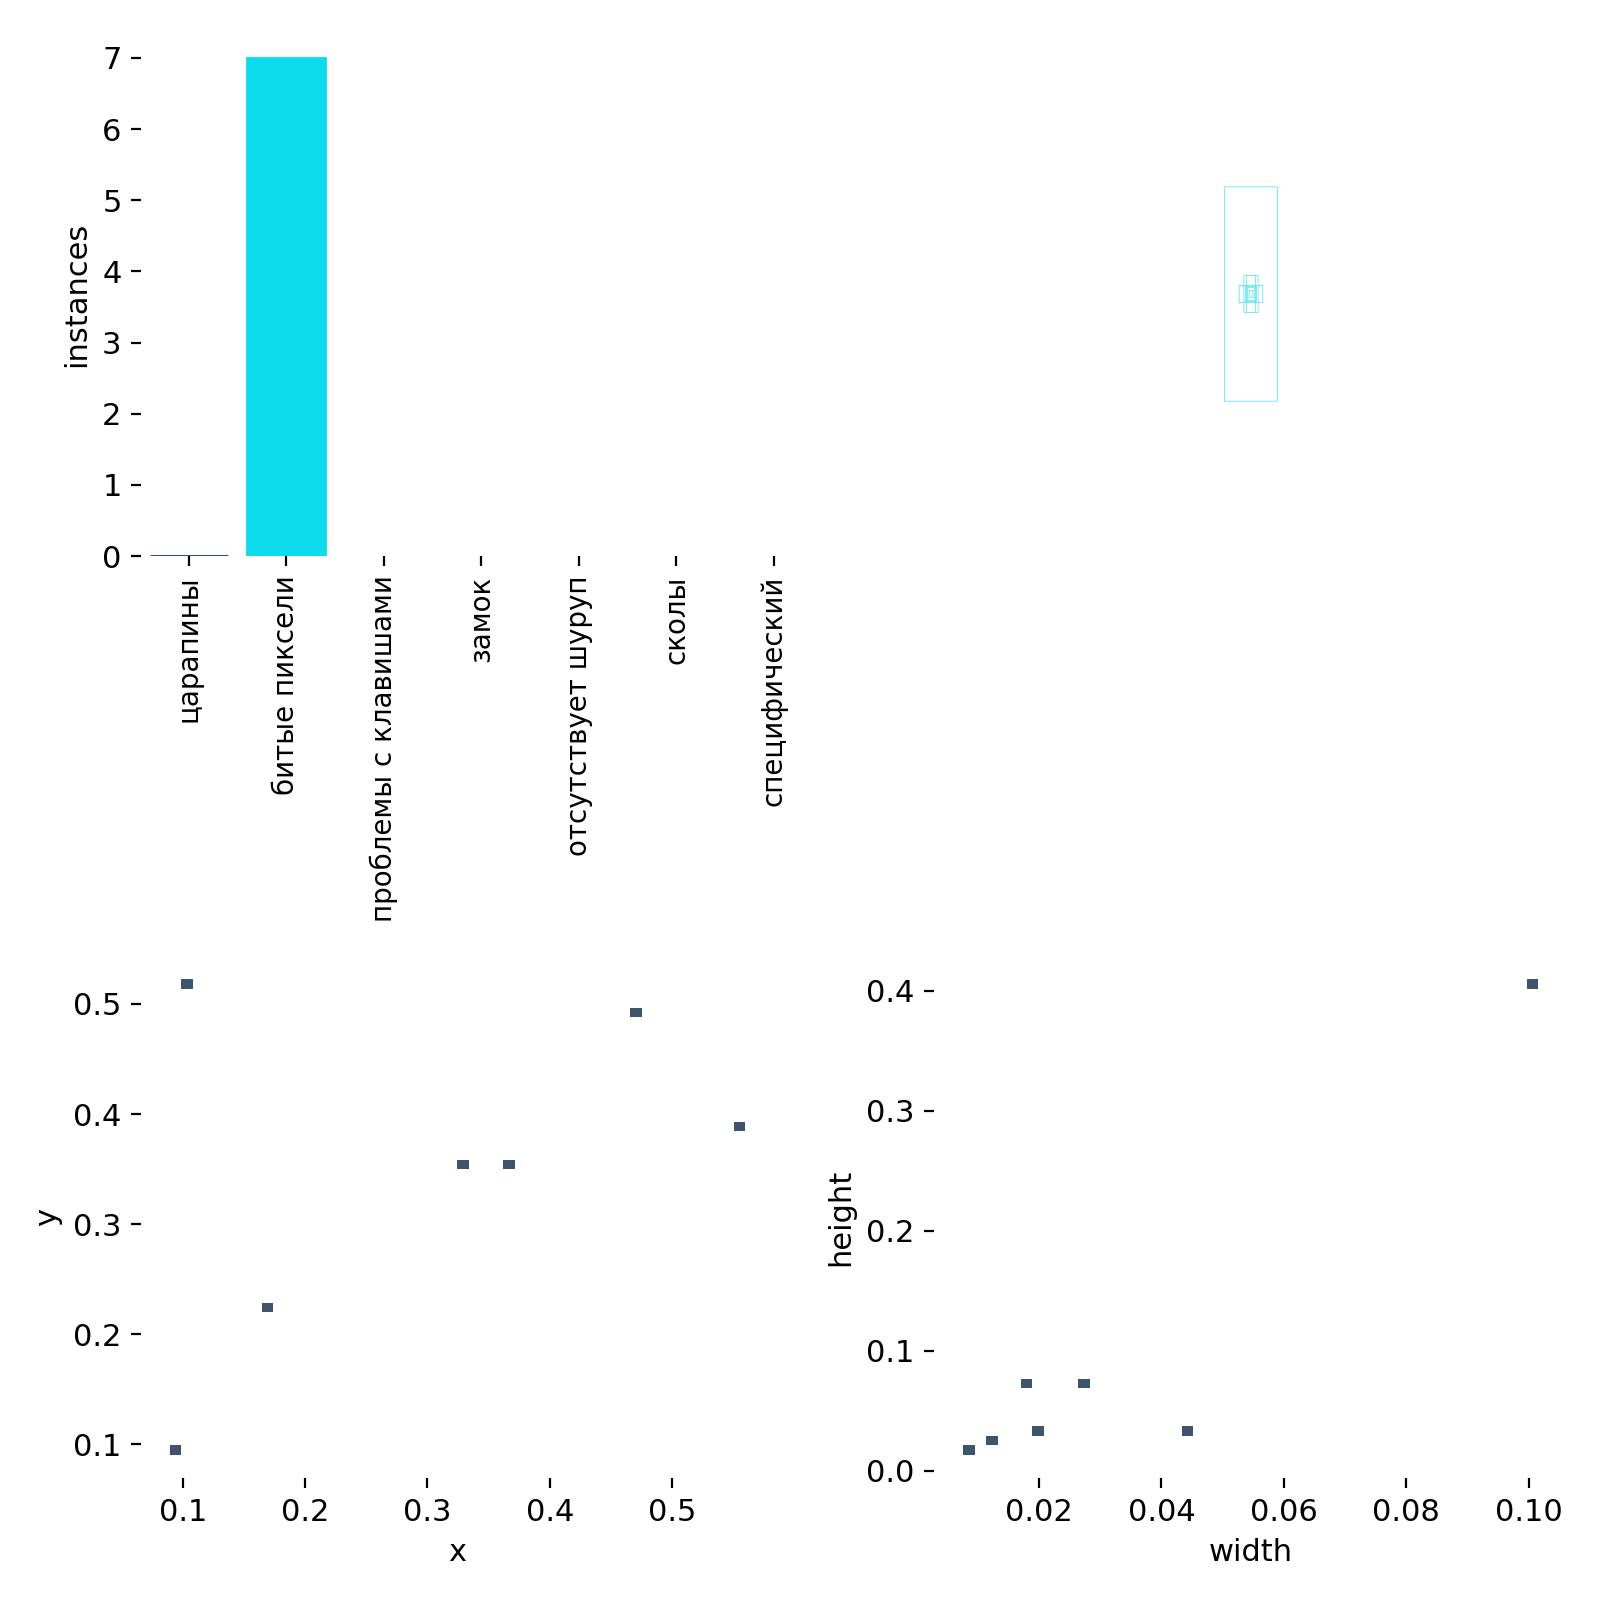 7
6
5
4
3
2
1
0
instances
царапины
битые пиксели
проблемы с клавишами
замок
отсутствует шуруп
сколы
специфический
0.5
0.4
0.3
0.2
0.1
y
0.1 0.2 0.3 0.4 0.5
x
0.4
0.3
0.2
0.1
0.0
height
0.02 0.04 0.06 0.08 0.10
width